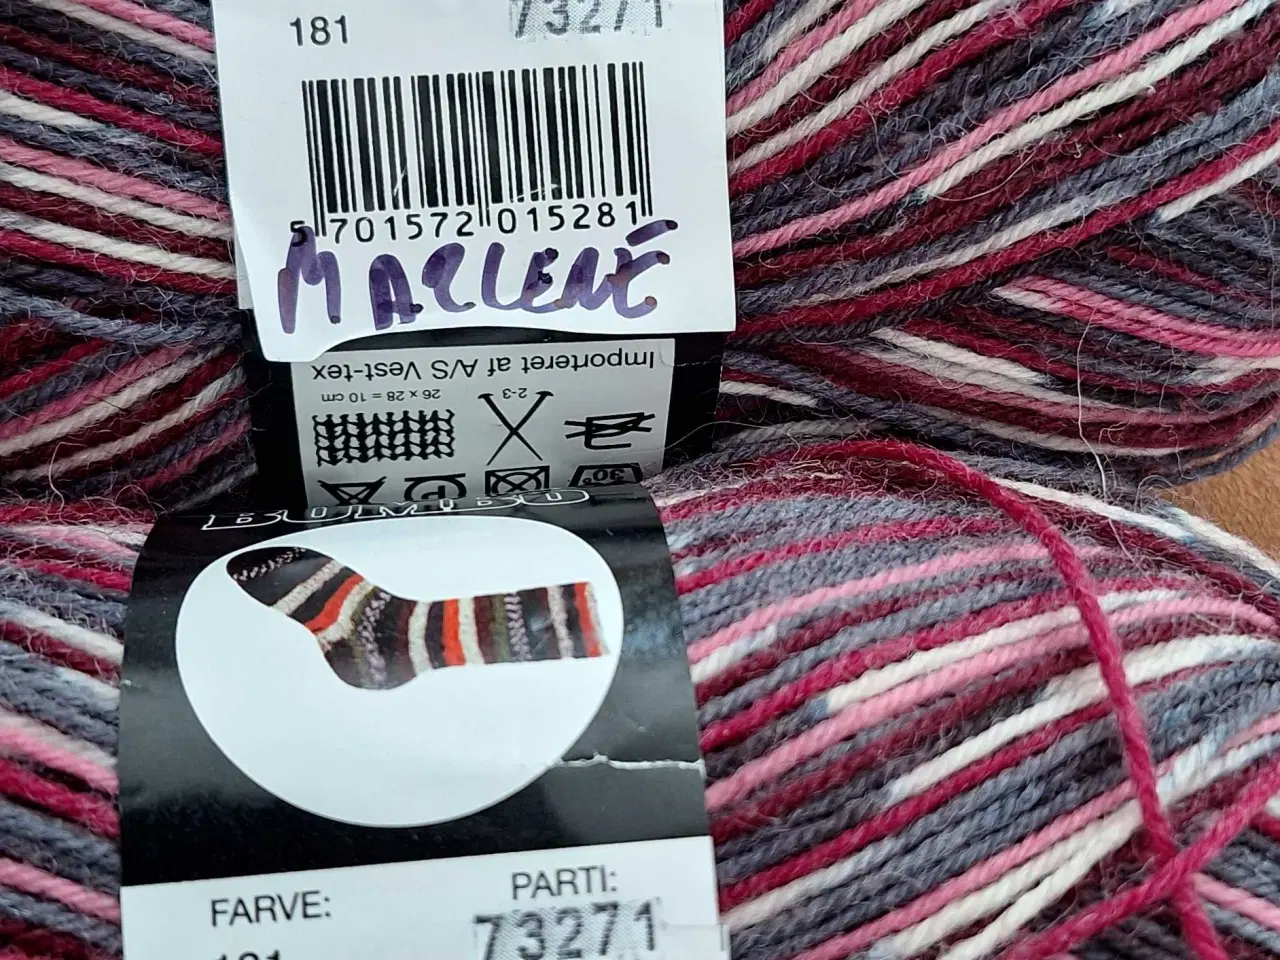 181 73271
5 701572 015281
MARLENE
Importeret af A/S Vest-tex
26 x 28 = 10 cm
2-3
30°
BUMBO
FARVE: PARTI:
181 73271